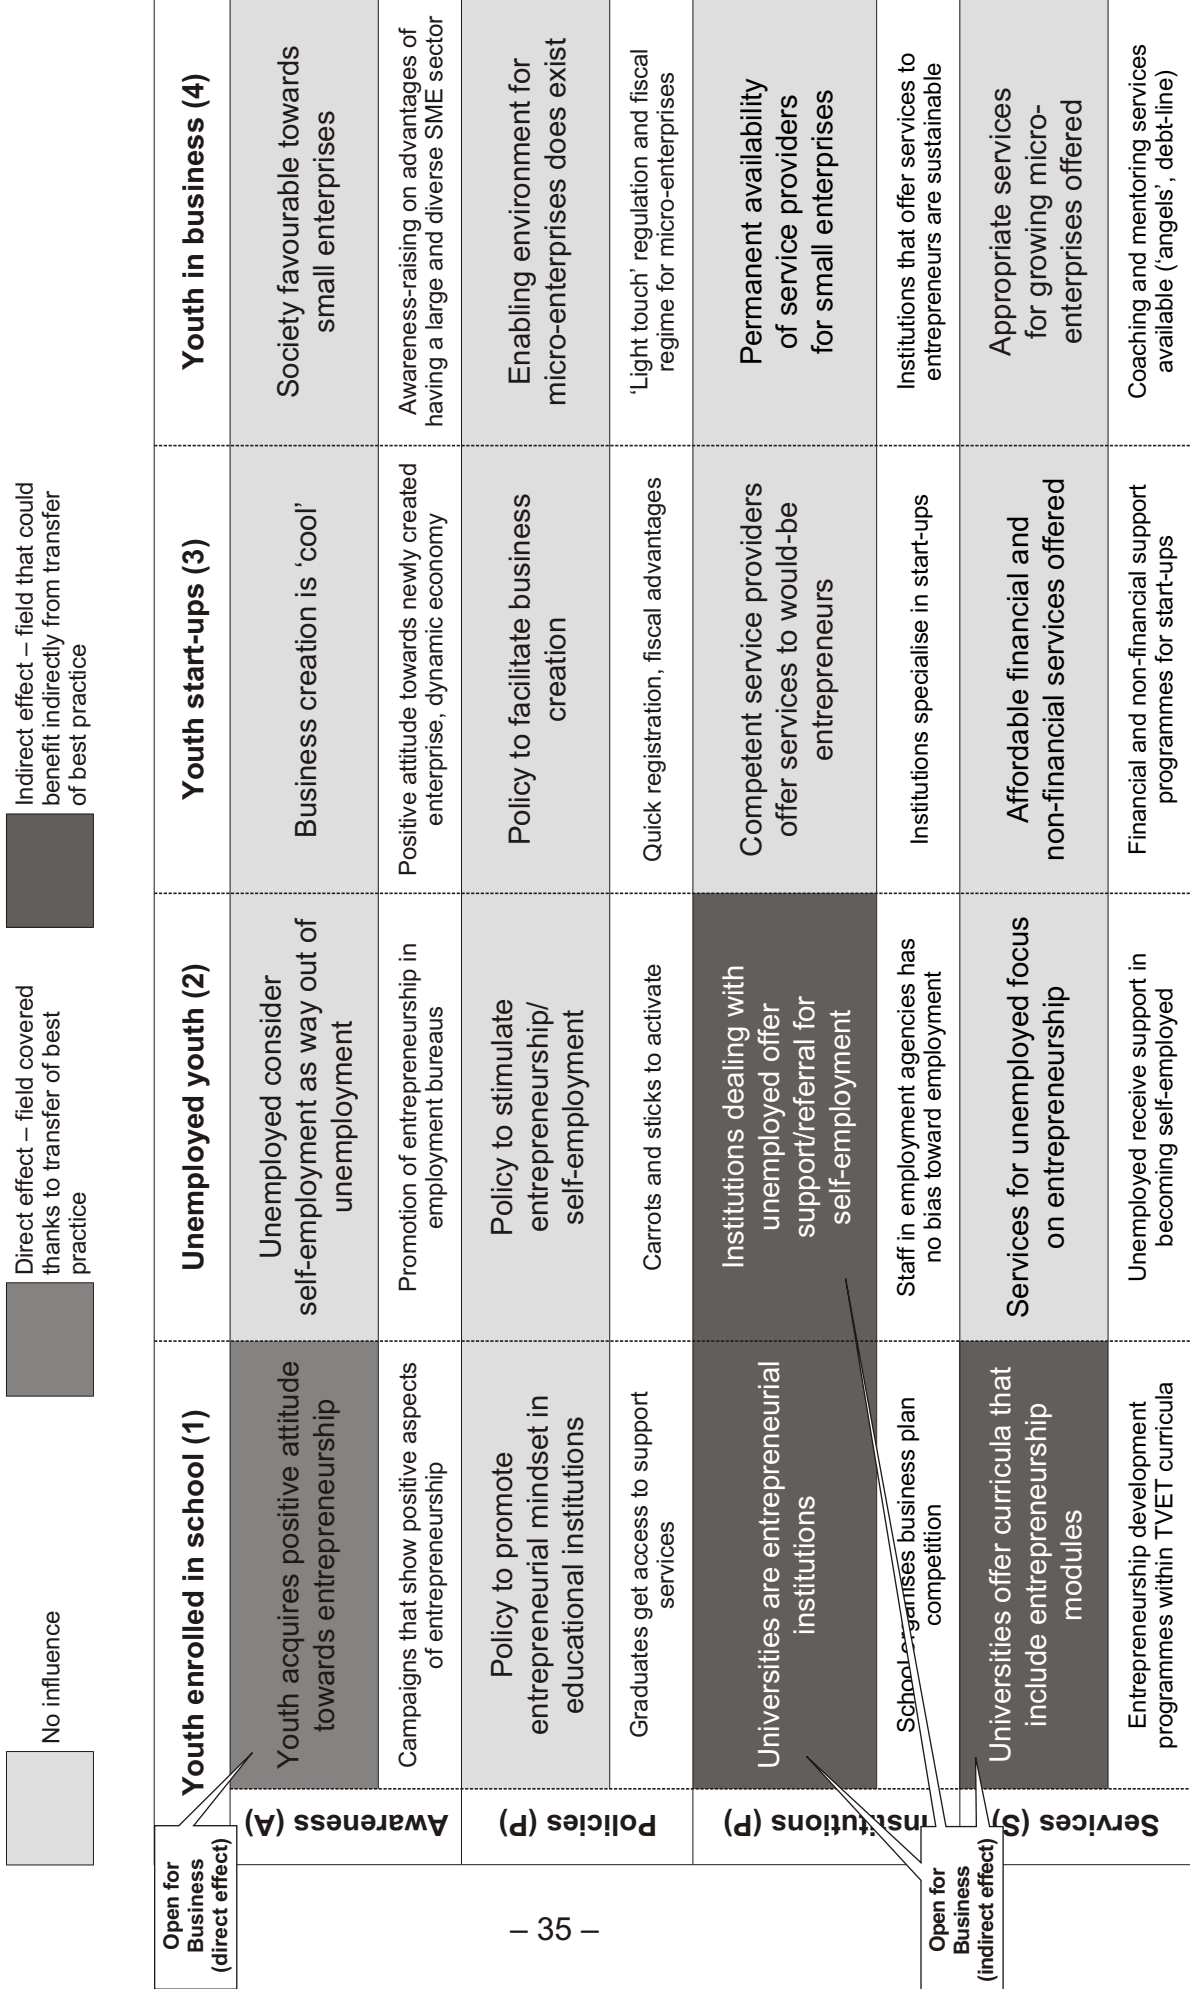 No influence
Direct effect – field covered
thanks to transfer of best
practice
Indirect effect – field that could
benefit indirectly from transfer
of best practice
Youth enrolled in school (1)
Unemployed youth (2)
Youth start-ups (3)
Youth in business (4)
Open for
Business
(direct effect)
Awareness (A)
Youth acquires positive attitude
towards entrepreneurship
Unemployed consider
self-employment as way out of
unemployment
Business creation is ‘cool’
Society favourable towards
small enterprises
Campaigns that show positive aspects
of entrepreneurship
Promotion of entrepreneurship in
employment bureaus
Positive attitude towards newly created
enterprise, dynamic economy
Awareness-raising on advantages of
having a large and diverse SME sector
Policies (P)
Policy to promote
entrepreneurial mindset in
educational institutions
Policy to stimulate
entrepreneurship/
self-employment
Policy to facilitate business
creation
Enabling environment for
micro-enterprises does exist
Graduates get access to support
services
Carrots and sticks to activate
Quick registration, fiscal advantages
‘Light touch’ regulation and fiscal
regime for micro-enterprises
Institutions (P)
Universities are entrepreneurial
institutions
Institutions dealing with
unemployed offer
support/referral for
self-employment
Competent service providers
offer services to would-be
entrepreneurs
Permanent availability
of service providers
for small enterprises
School organises business plan
competition
Staff in employment agencies has
no bias toward employment
Institutions specialise in start-ups
Institutions that offer services to
entrepreneurs are sustainable
Open for
Business
(indirect effect)
Services (S)
Universities offer curricula that
include entrepreneurship
modules
Services for unemployed focus
on entrepreneurship
Affordable financial and
non-financial services offered
Appropriate services
for growing micro-
enterprises offered
Entrepreneurship development
programmes within TVET curricula
Unemployed receive support in
becoming self-employed
Financial and non-financial support
programmes for start-ups
Coaching and mentoring services
available (‘angels’, debt-line)
– 35 –